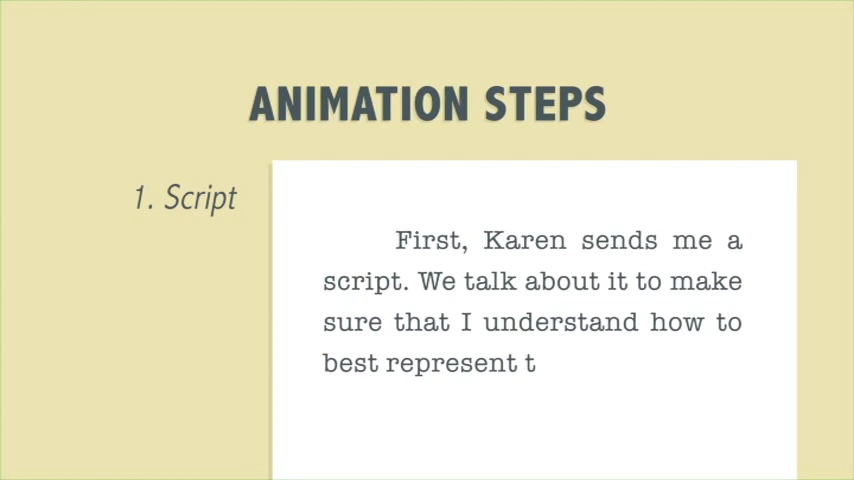 ANIMATION STEPS
1. Script
First, Karen sends me a
script. We talk about it to make
sure that I understand how to
best represent t